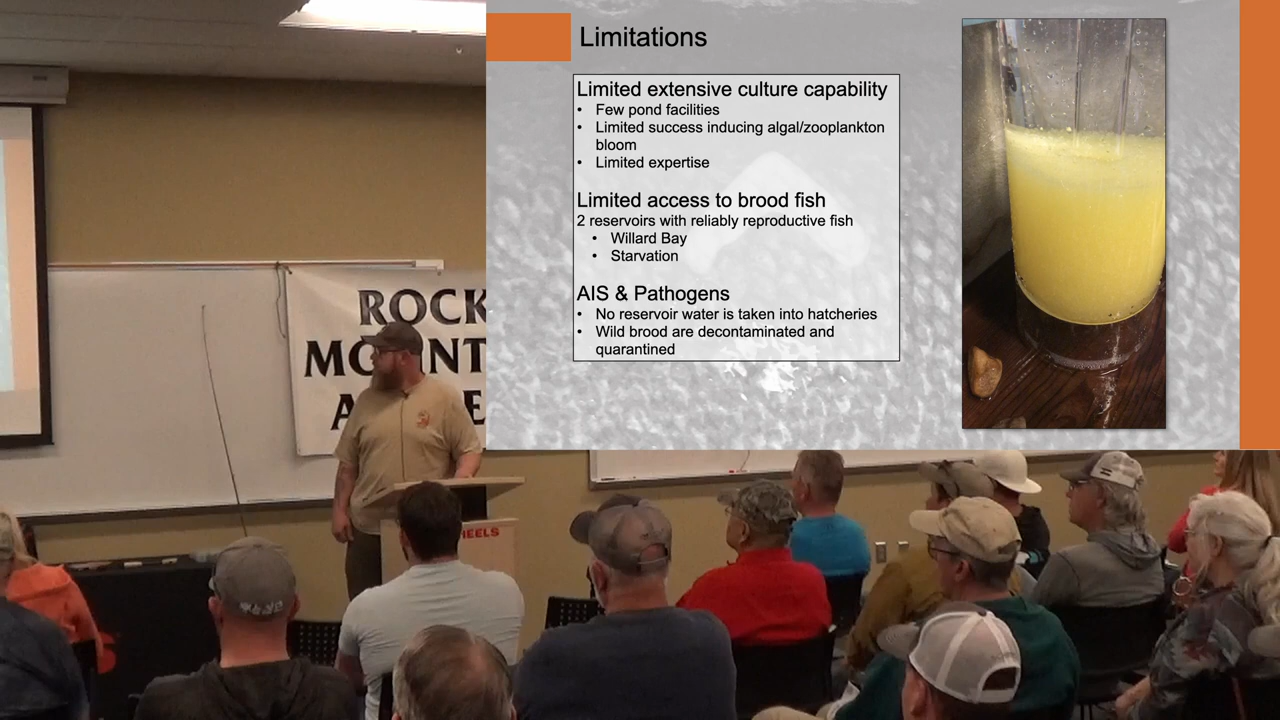 Limitations
Limited extensive culture capability
• Few pond facilities
• Limited success inducing algal/zooplankton
bloom
• Limited expertise
Limited access to brood fish
2 reservoirs with reliably reproductive fish
• Willard Bay
• Starvation
AIS & Pathogens
• No reservoir water is taken into hatcheries
• Wild brood are decontaminated and
quarantined
ROCK